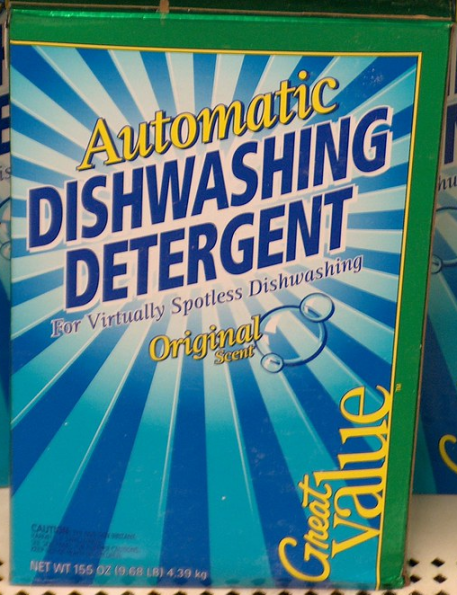 Automatic
DISHWASHING
DETERGENT
For Virtually Spotless Dishwashing
Original
Scent
Great
Value
CAUTION:
NET WT 155 OZ (9.68 LB) 4.39 kg